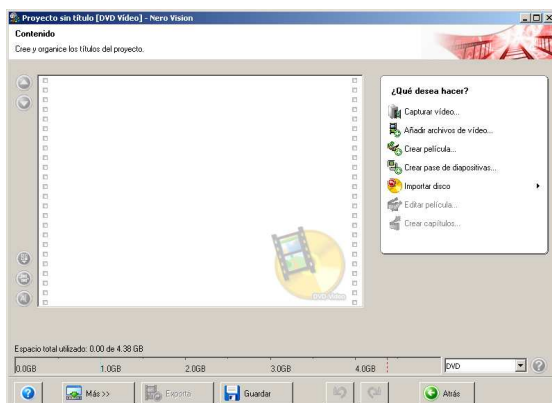 Proyecto sin título [DVD Vídeo] - Nero Vision
Contenido
Cree y organice los títulos del proyecto.
¿Qué desea hacer?
Capturar vídeo...
Añadir archivos de vídeo...
Crear película...
Crear pase de diapositivas...
Importar disco
Editar película...
Crear capítulos...
DVD-Video
Espacio total utilizado: 0.00 de 4.38 GB
0.0GB 1.0GB 2.0GB 3.0GB 4.0GB DVD
Más >> Exporta Guardar Atrás